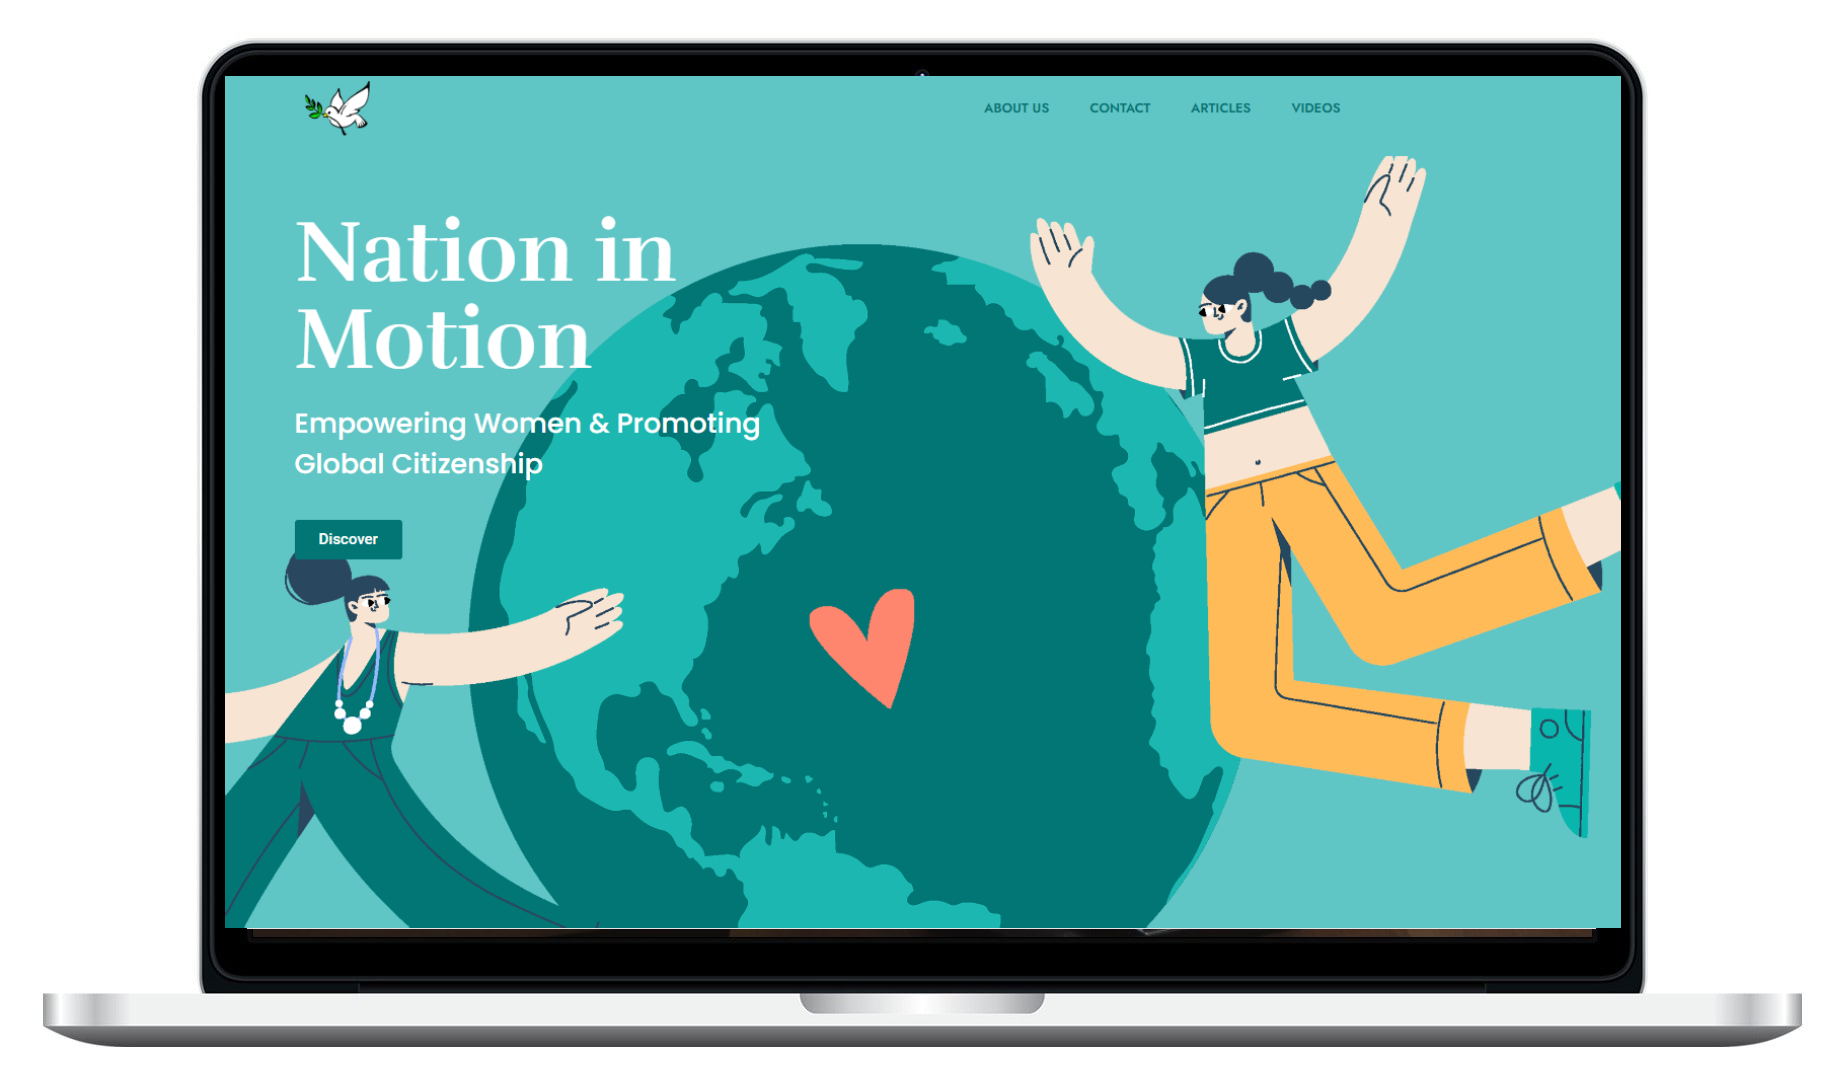 ABOUT US CONTACT ARTICLES VIDEOS
Nation in
Motion
Empowering Women & Promoting
Global Citizenship
Discover